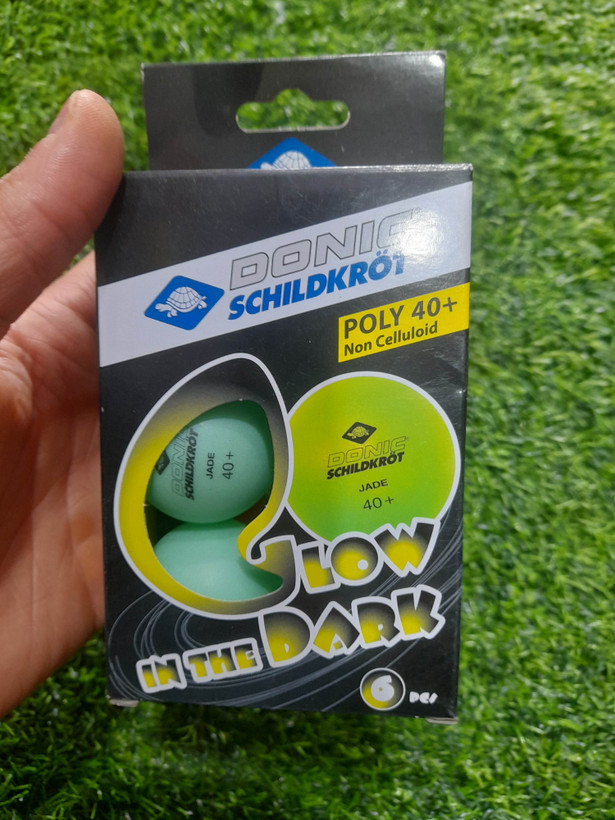 DONIC
SCHILDKRÖT
POLY 40+
Non Celluloid
DONIC
SCHILDKRÖT
JADE
40+
DONIC
SCHILDKRÖT
JADE
40+
GLOW
IN THE DARK
6 pcs